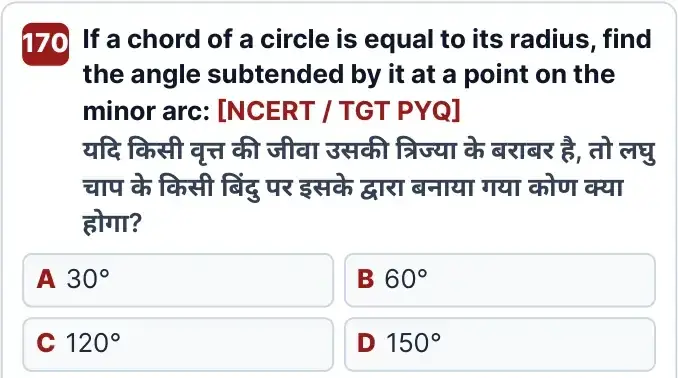 170 If a chord of a circle is equal to its radius, find
the angle subtended by it at a point on the
minor arc: [NCERT / TGT PYQ]
यदि किसी वृत्त की जीवा उसकी त्रिज्या के बराबर है, तो लघु
चाप के किसी बिंदु पर इसके द्वारा बनाया गया कोण क्या
होगा?
A 30°
B 60°
C 120°
D 150°